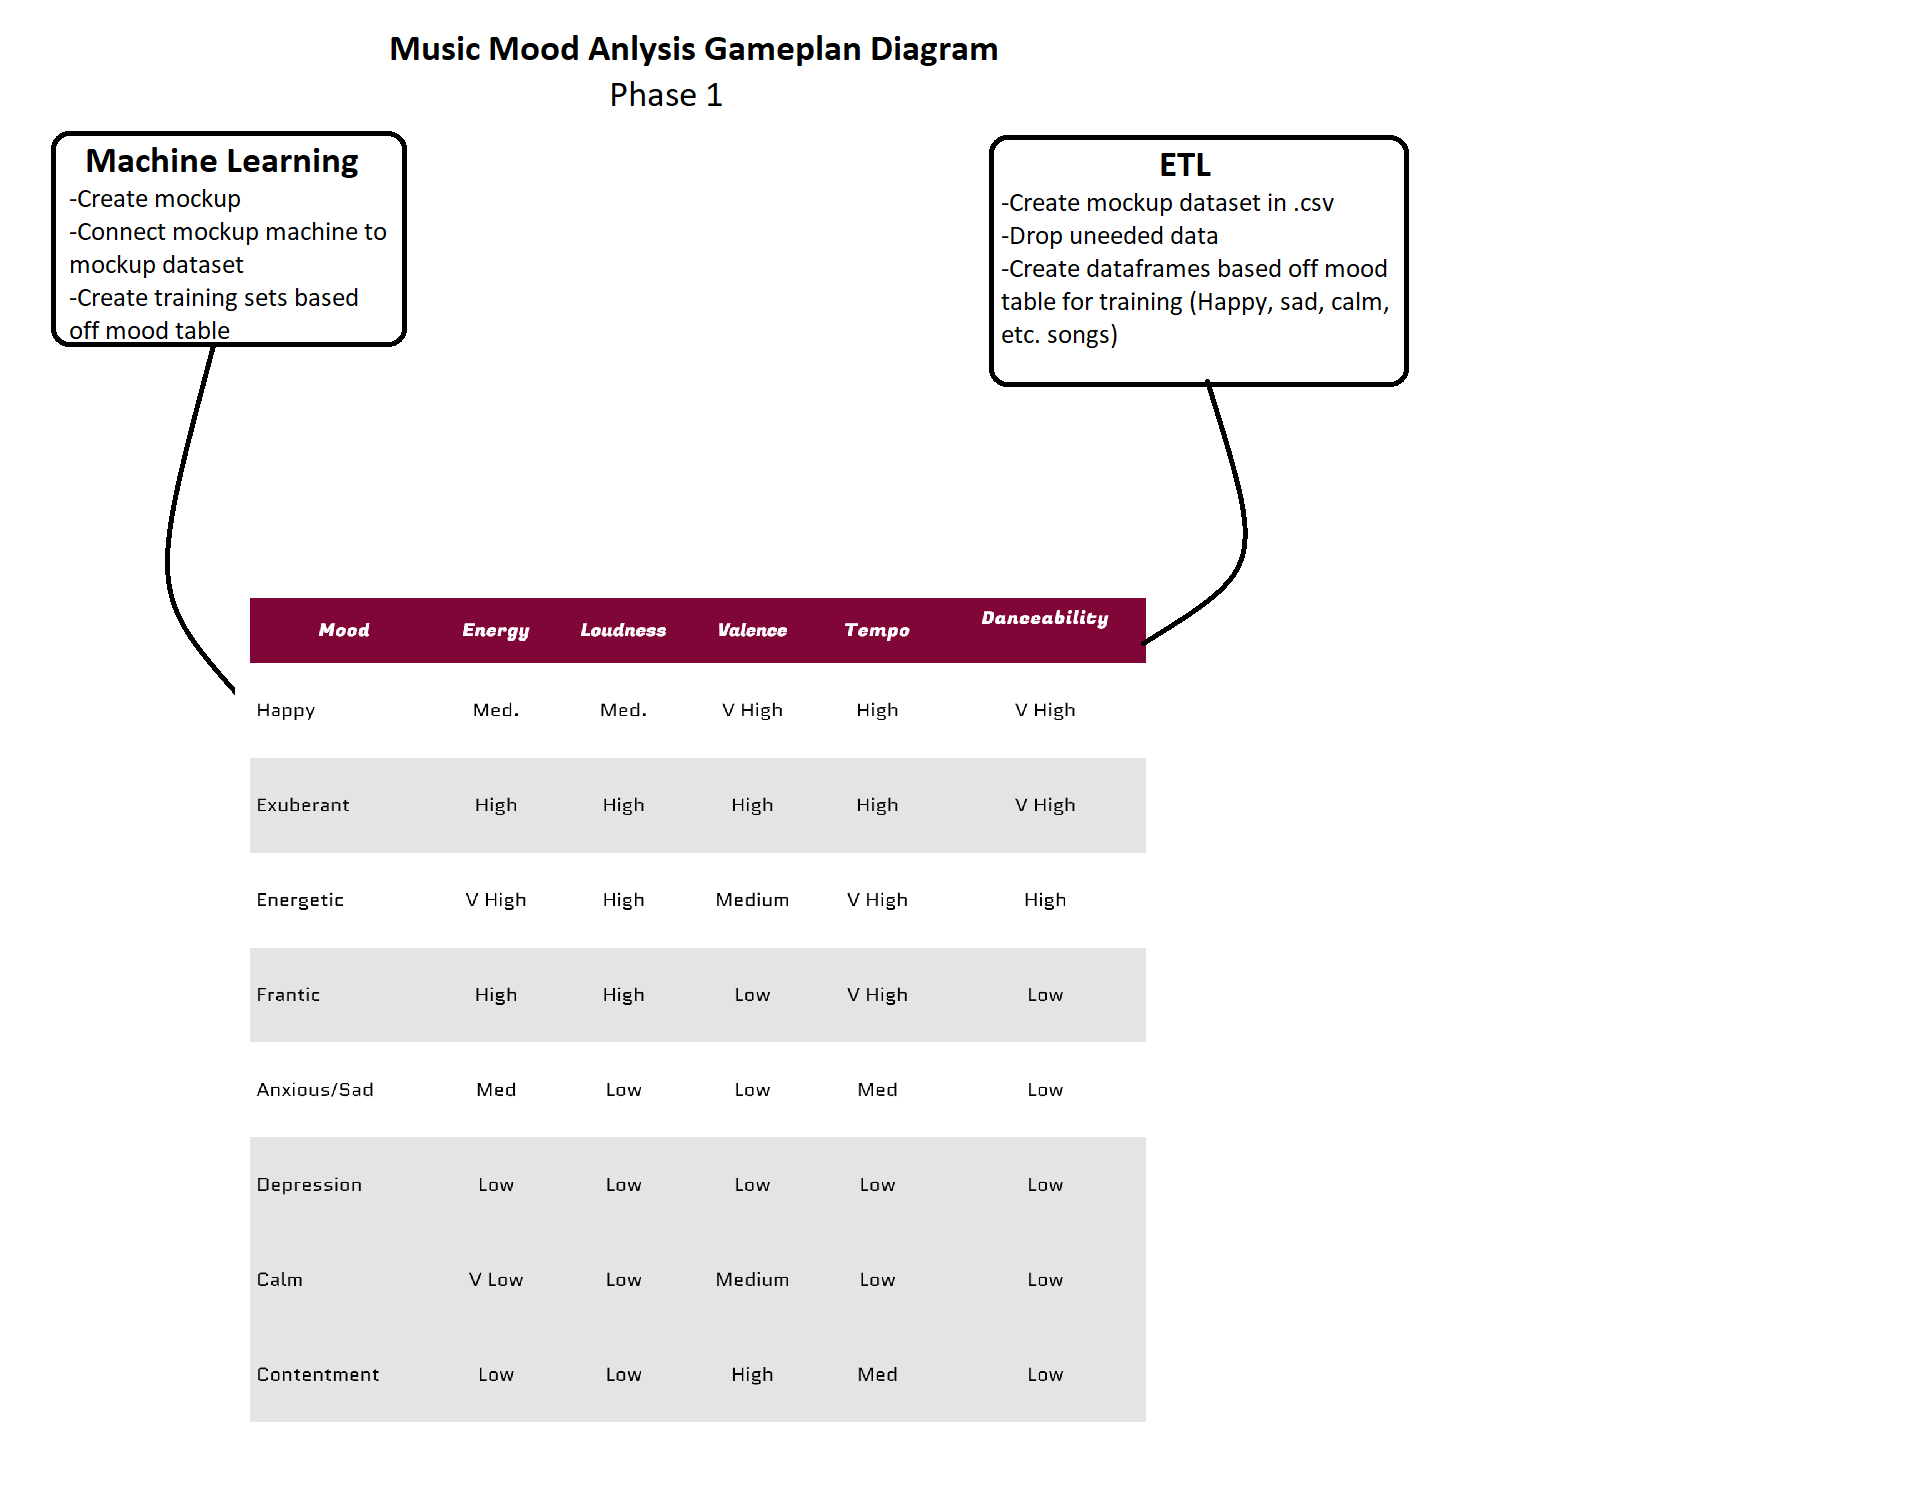 Music Mood Anlysis Gameplan Diagram
Phase 1
Machine Learning
-Create mockup
-Connect mockup machine to
mockup dataset
-Create training sets based
off mood table
ETL
-Create mockup dataset in .csv
-Drop uneeded data
-Create dataframes based off mood
table for training (Happy, sad, calm,
etc. songs)
Mood Energy Loudness Valence Tempo Danceability
Happy Med. Med. V High High V High
Exuberant High High High High V High
Energetic V High High Medium V High High
Frantic High High Low V High Low
Anxious/Sad Med Low Low Med Low
Depression Low Low Low Low Low
Calm V Low Low Medium Low Low
Contentment Low Low High Med Low